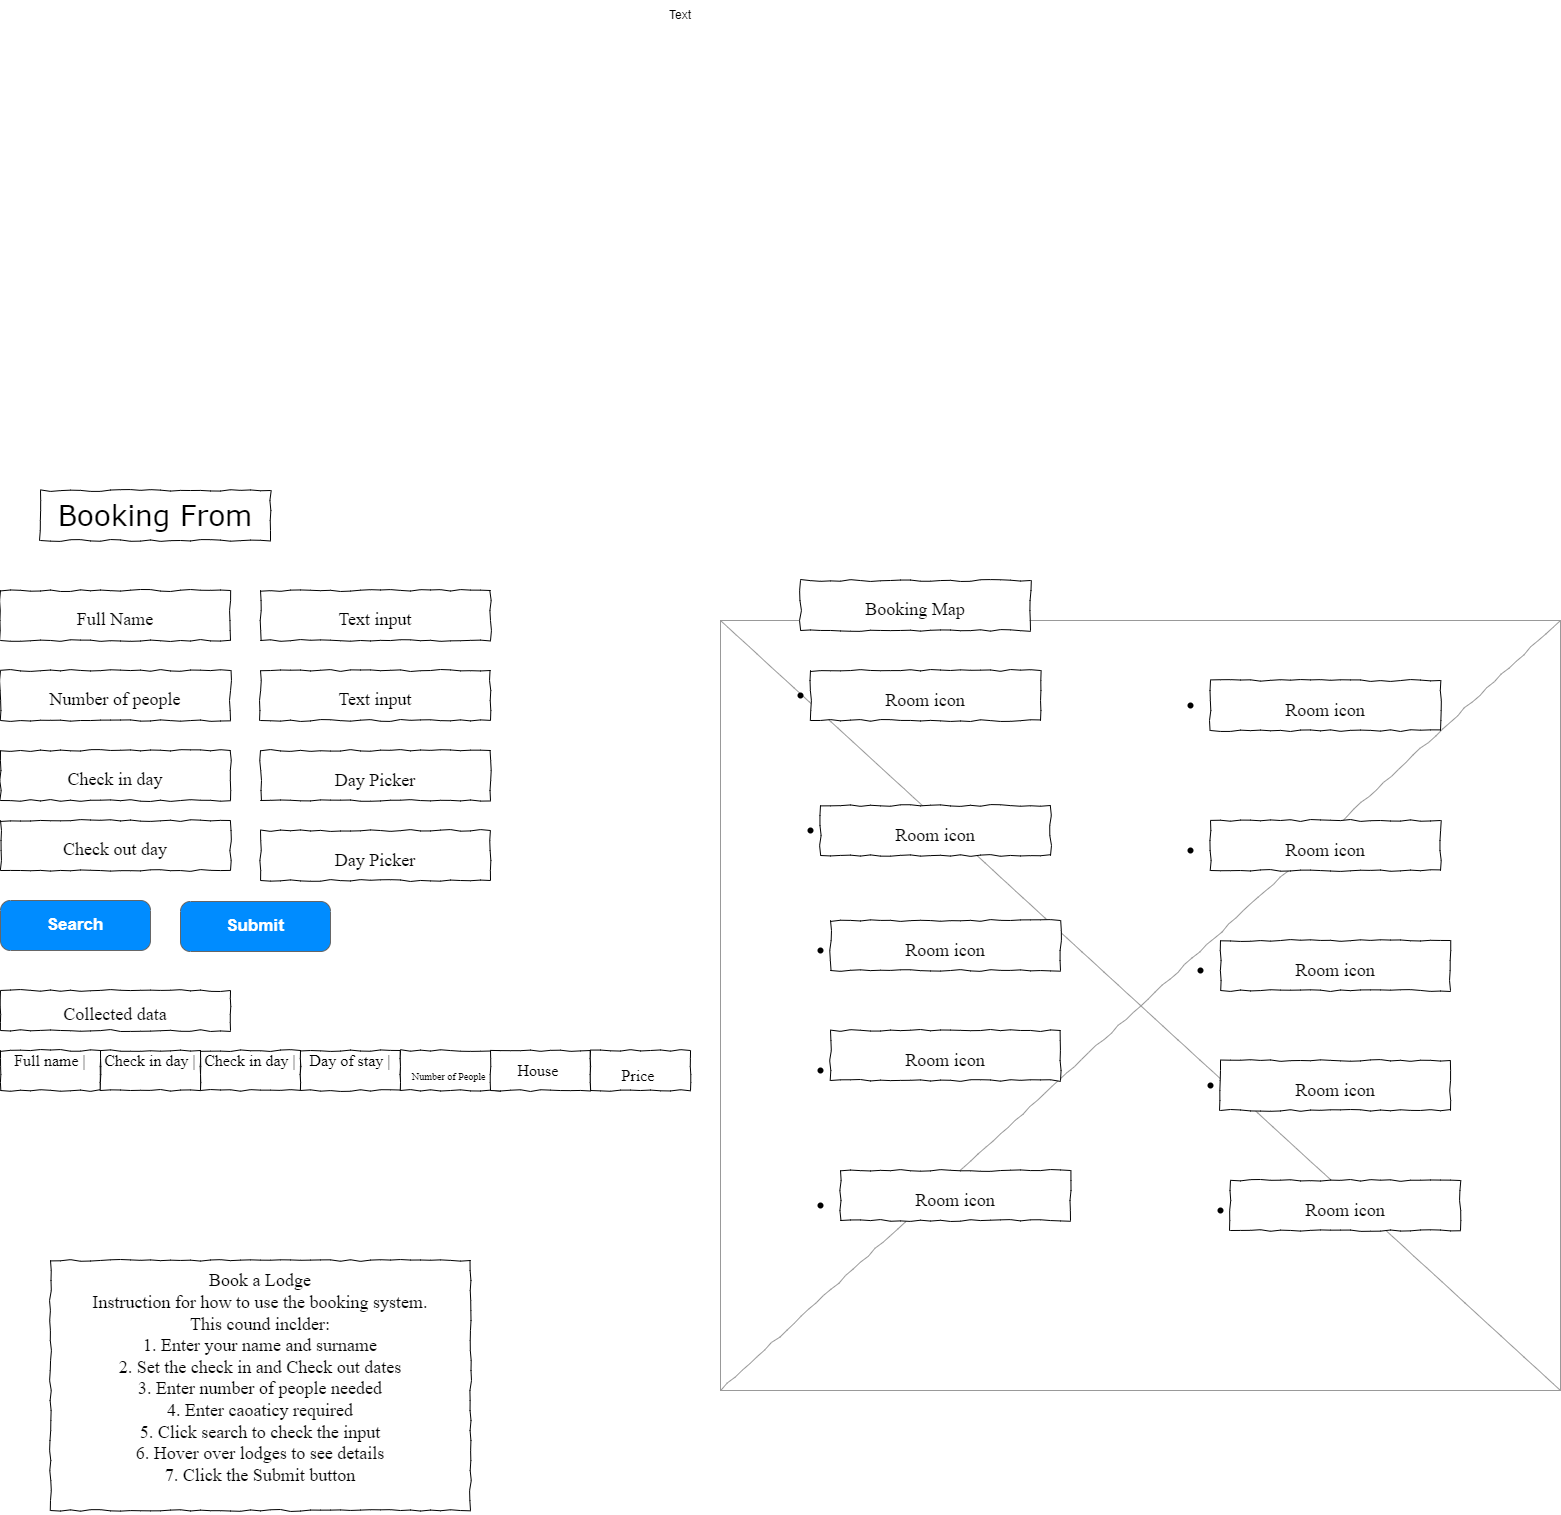 Text
Booking From
Full Name
Text input
Number of people
Text input
Check in day
Day Picker
Check out day
Day Picker
Search
Submit
Collected data
Full name |
Check in day |
Check in day |
Day of stay |
Number of People
House
Price
Book a Lodge
Instruction for how to use the booking system.
This cound inclder:
1. Enter your name and surname
2. Set the check in and Check out dates
3. Enter number of people needed
4. Enter caoaticy required
5. Click search to check the input
6. Hover over lodges to see details
7. Click the Submit button
Booking Map
Room icon
Room icon
Room icon
Room icon
Room icon
Room icon
Room icon
Room icon
Room icon
Room icon